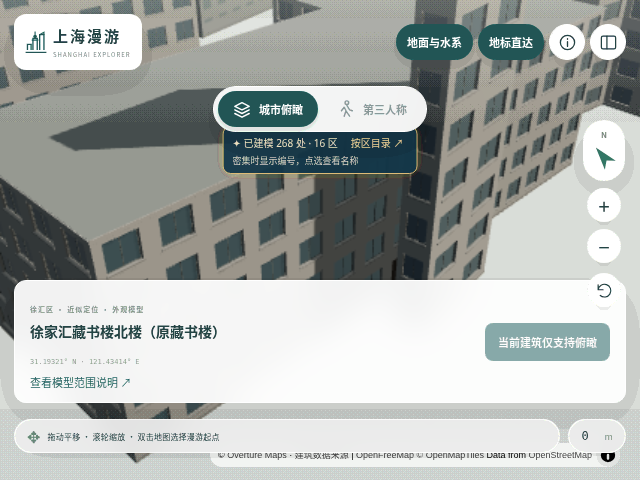 上海漫游
SHANGHAI EXPLORER
地面与水系
地标直达
城市俯瞰
第三人称
✦ 已建模 268 处 · 16 区 按区目录 ↗
密集时显示编号，点选查看名称
N
徐汇区 · 近似定位 · 外观模型
徐家汇藏书楼北楼（原藏书楼）
31.19321° N · 121.43414° E
查看模型范围说明 ↗
当前建筑仅支持俯瞰
拖动平移 · 滚轮缩放 · 双击地图选择漫游起点
0 m
© Overture Maps · 建筑数据来源 | OpenFreeMap © OpenMapTiles Data from OpenStreetMap